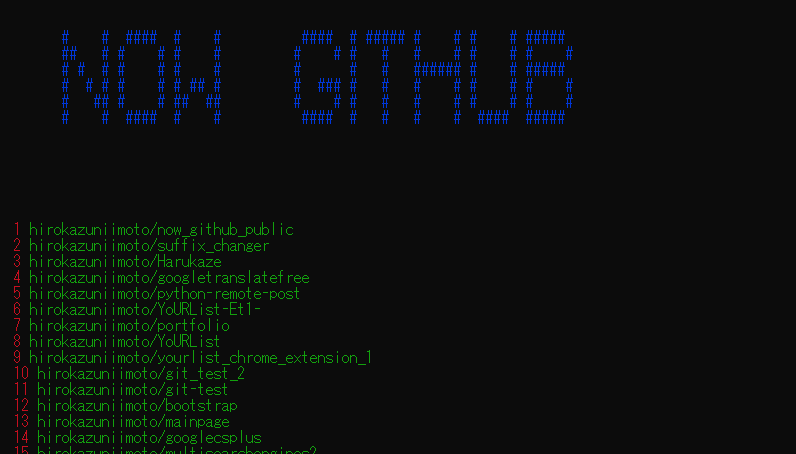 NOW GITHUB
1 hirokazuniimoto/now_github_public
2 hirokazuniimoto/suffix_changer
3 hirokazuniimoto/Harukaze
4 hirokazuniimoto/googletranslatefree
5 hirokazuniimoto/python-remote-post
6 hirokazuniimoto/YoURList-Et1-
7 hirokazuniimoto/portfolio
8 hirokazuniimoto/YoURList
9 hirokazuniimoto/yourlist_chrome_extension_1
10 hirokazuniimoto/git_test_2
11 hirokazuniimoto/git-test
12 hirokazuniimoto/bootstrap
13 hirokazuniimoto/mainpage
14 hirokazuniimoto/googlecsplus
15 hirokazuniimoto/multisearchengines2